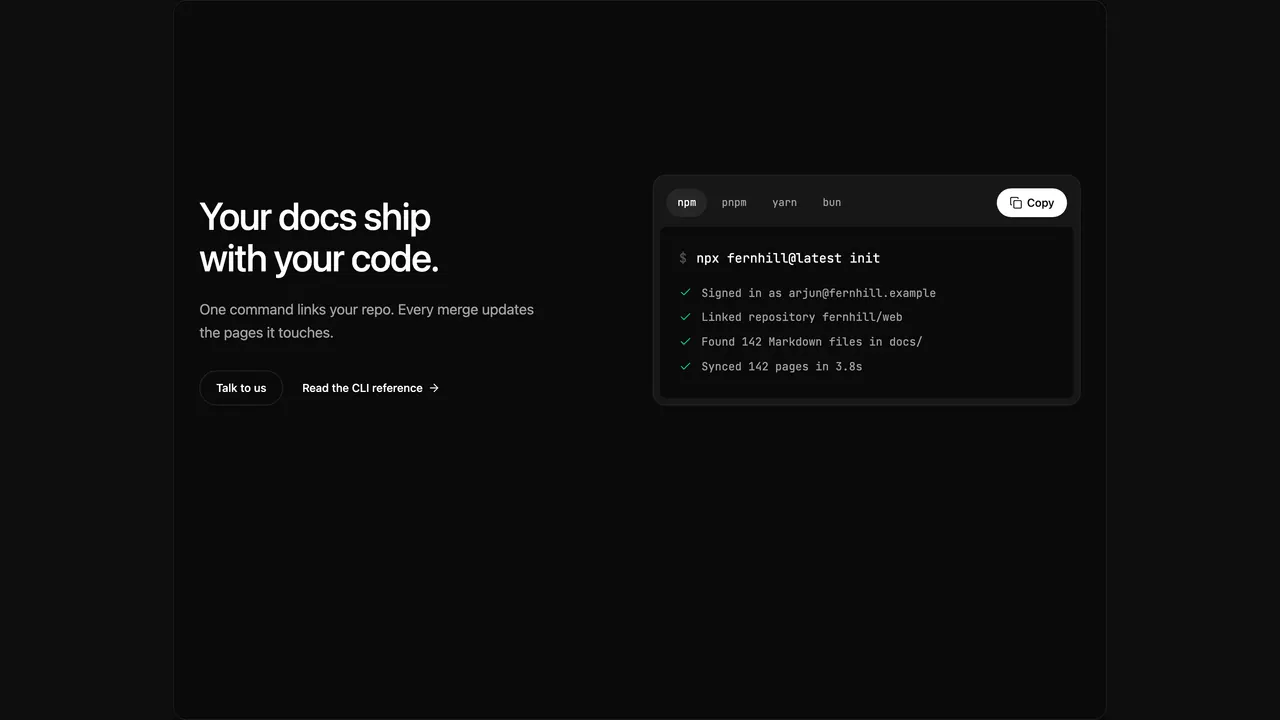 Your docs ship
with your code.
One command links your repo. Every merge updates
the pages it touches.
Talk to us
Read the CLI reference →
npm
pnpm
yarn
bun
Copy
$ npx fernhill@latest init
✓ Signed in as arjun@fernhill.example
✓ Linked repository fernhill/web
✓ Found 142 Markdown files in docs/
✓ Synced 142 pages in 3.8s